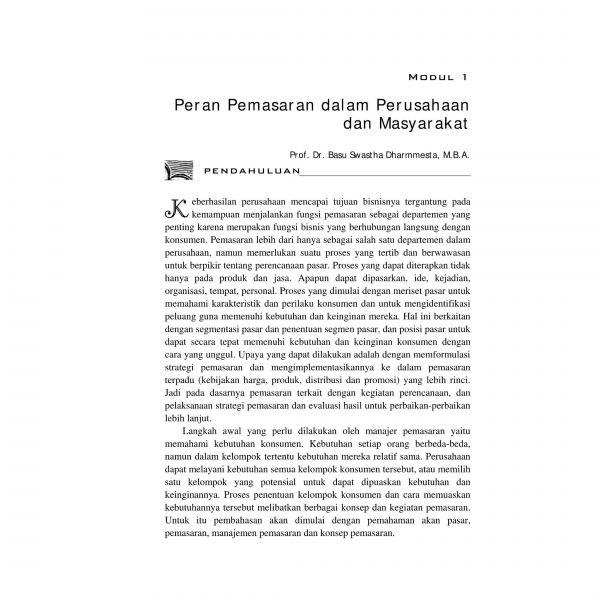 MODUL 1
Peran Pemasaran dalam Perusahaan
dan Masyarakat
Prof. Dr. Basu Swastha Dharmmesta, M.B.A.
PENDAHULUAN
Keberhasilan perusahaan mencapai tujuan bisnisnya tergantung pada
kemampuan menjalankan fungsi pemasaran sebagai departemen yang
penting karena merupakan fungsi bisnis yang berhubungan langsung dengan
konsumen. Pemasaran lebih dari hanya sebagai salah satu departemen dalam
perusahaan, namun memerlukan suatu proses yang tertib dan berwawasan
untuk berpikir tentang perencanaan pasar. Proses yang dapat diterapkan tidak
hanya pada produk dan jasa. Apapun dapat dipasarkan, ide, kejadian,
organisasi, tempat, personal. Proses yang dimulai dengan meriset pasar untuk
memahami karakteristik dan perilaku konsumen dan untuk mengidentifikasi
peluang guna memenuhi kebutuhan dan keinginan mereka. Hal ini berkaitan
dengan segmentasi pasar dan penentuan segmen pasar, dan posisi pasar untuk
dapat secara tepat memenuhi kebutuhan dan keinginan konsumen dengan
cara yang unggul. Upaya yang dapat dilakukan adalah dengan memformulasi
strategi pemasaran dan mengimplementasikannya ke dalam pemasaran
terpadu (kebijakan harga, produk, distribusi dan promosi) yang lebih rinci.
Jadi pada dasarnya pemasaran terkait dengan kegiatan perencanaan, dan
pelaksanaan strategi pemasaran dan evaluasi hasil untuk perbaikan-perbaikan
lebih lanjut.
Langkah awal yang perlu dilakukan oleh manajer pemasaran yaitu
memahami kebutuhan konsumen. Kebutuhan setiap orang berbeda-beda,
namun dalam kelompok tertentu kebutuhan mereka relatif sama. Perusahaan
dapat melayani kebutuhan semua kelompok konsumen tersebut, atau memilih
satu kelompok yang potensial untuk dapat dipuaskan kebutuhan dan
keinginannya. Proses penentuan kelompok konsumen dan cara memuaskan
kebutuhannya tersebut melibatkan berbagai konsep dan kegiatan pemasaran.
Untuk itu pembahasan akan dimulai dengan pemahaman akan pasar,
pemasaran, manajemen pemasaran dan konsep pemasaran.